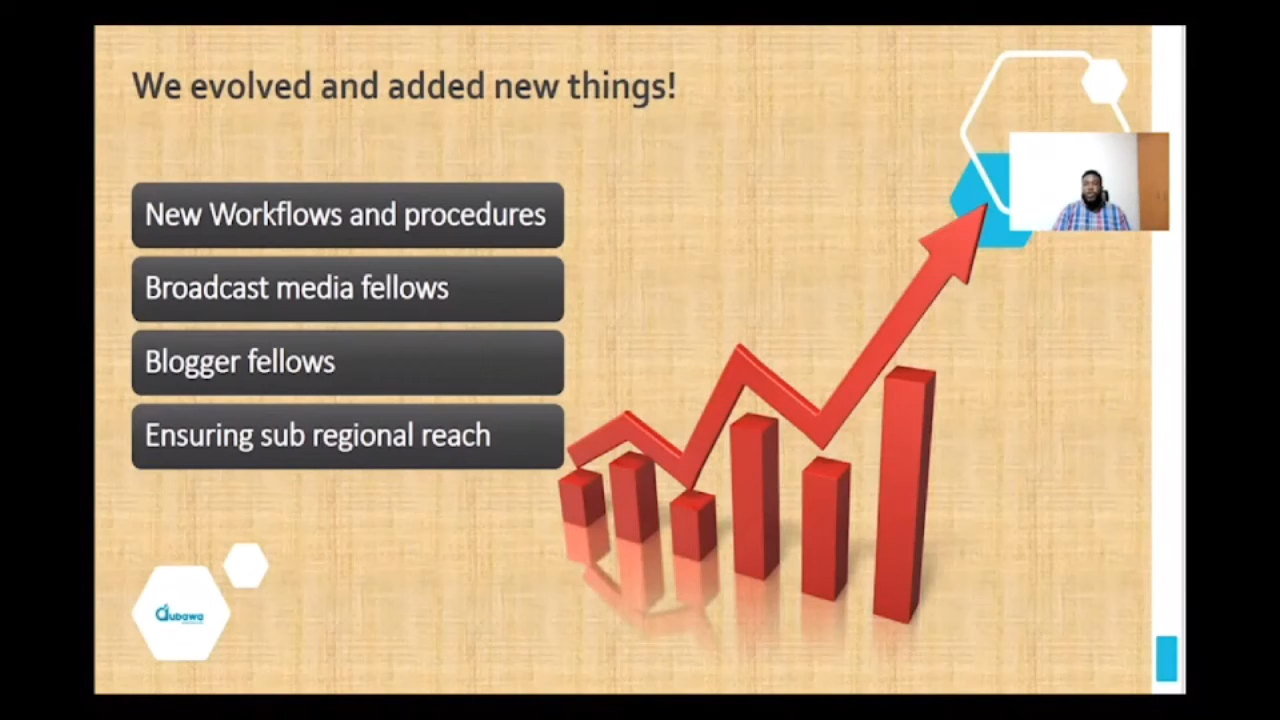 We evolved and added new things!
New Workflows and procedures
Broadcast media fellows
Blogger fellows
Ensuring sub regional reach
dubawa